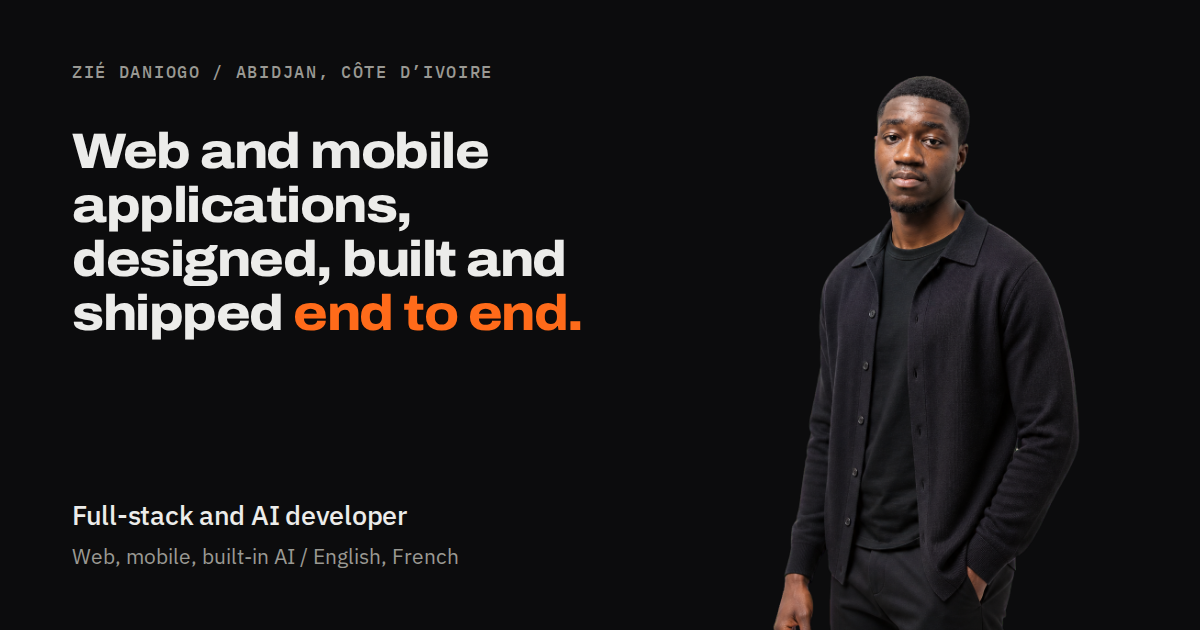 ZIÉ DANIOGO / ABIDJAN, CÔTE D’IVOIRE
Web and mobile
applications,
designed, built and
shipped end to end.
Full-stack and AI developer
Web, mobile, built-in AI / English, French